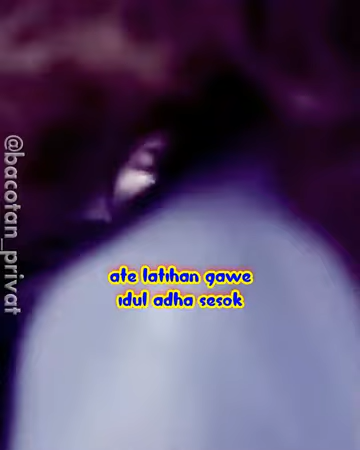 @bacotan_privat
ate latihan gawe
idul adha sesok